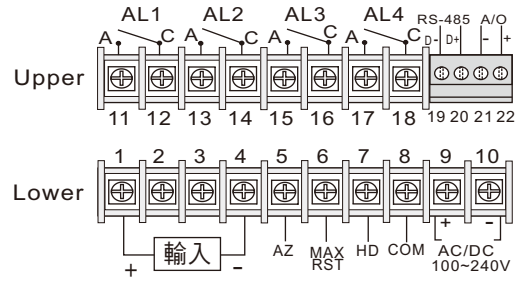 AL1 AL2 AL3 AL4 RS-485 A/O
A C A C A C A C D- D+ - +
Upper
11 12 13 14 15 16 17 18 19 20 21 22
1 2 3 4 5 6 7 8 9 10
Lower
+ 輸入 - AZ MAX RST HD COM + - AC/DC 100~240V